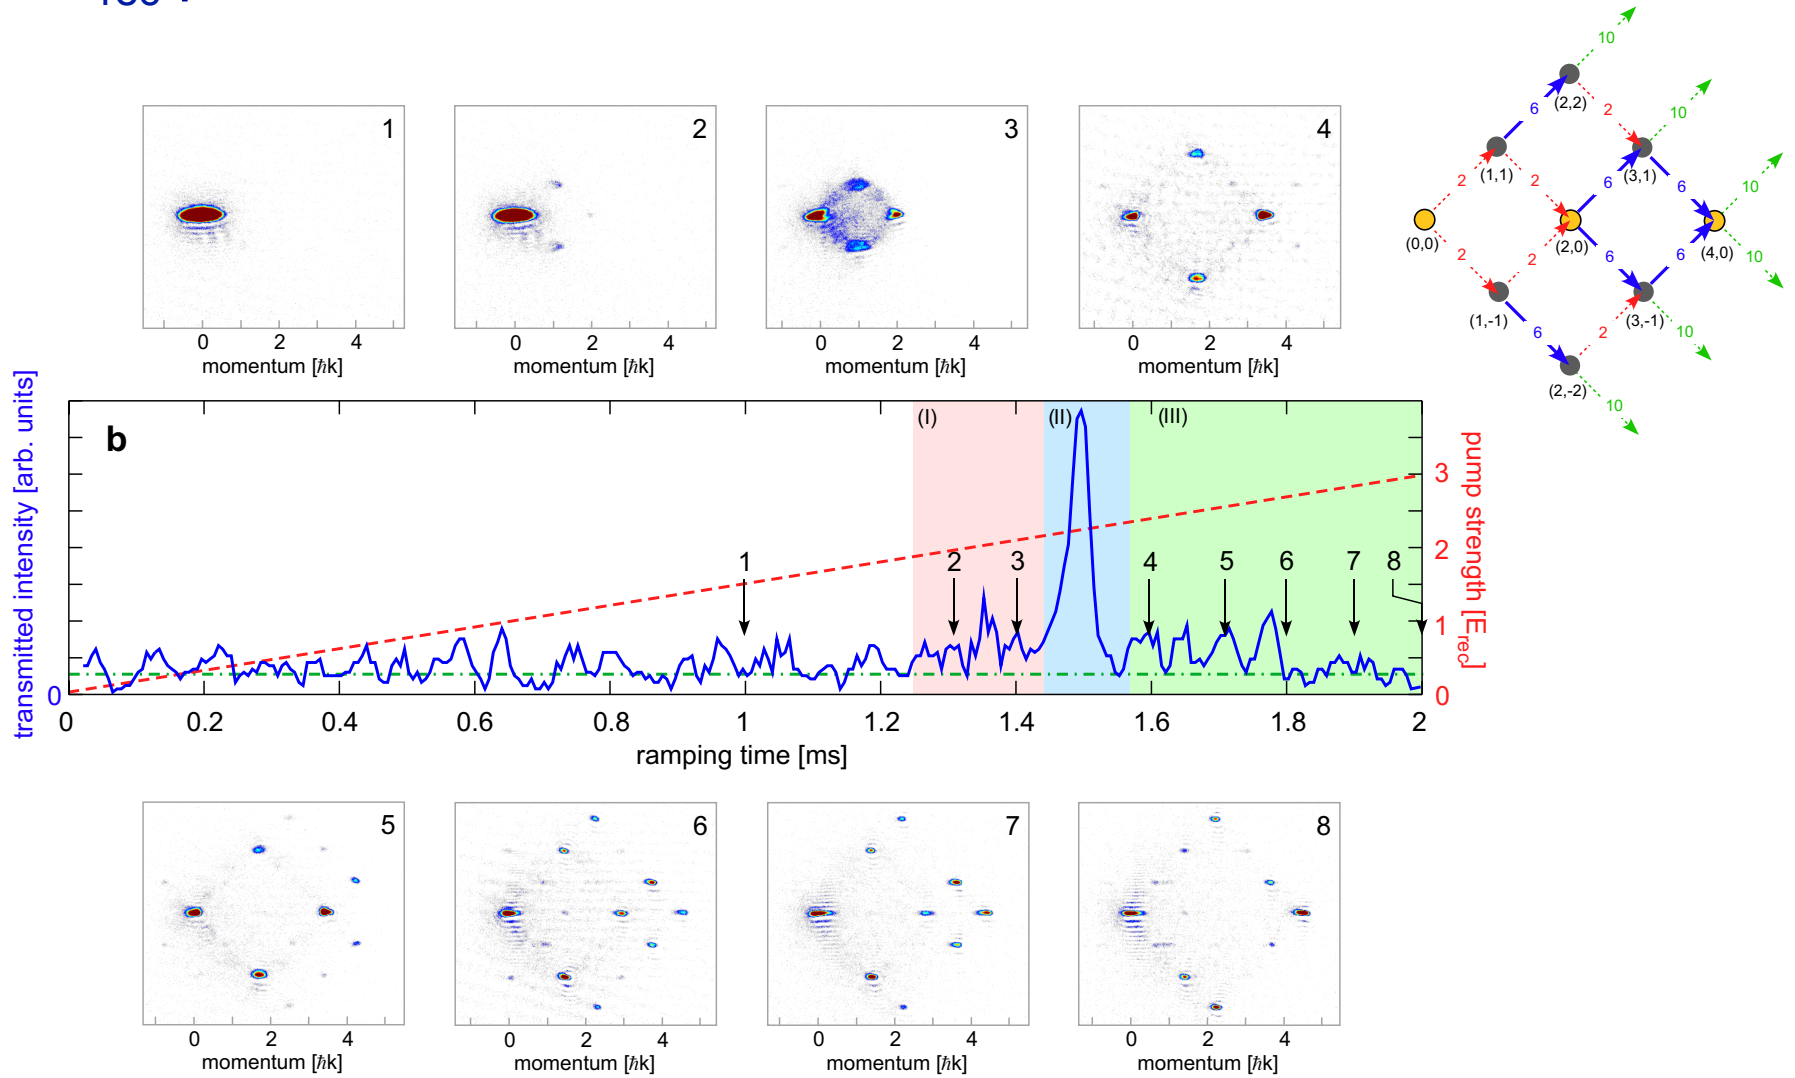 1
2
3
4
0 2 4
momentum [ħk]
0 2 4
momentum [ħk]
0 2 4
momentum [ħk]
0 2 4
momentum [ħk]
10
6
(2,2)
2
10
2
(1,1)
2
6
(3,1)
6
10
(0,0)
(2,0)
(4,0)
2
2
6
6
10
(1,-1)
6
2
(3,-1)
10
(2,-2)
10
transmitted intensity [arb. units]
b
(I)
(II)
(III)
1
2
3
4
5
6
7
8
pump strength [Erec]
3
2
1
0
0
0 0.2 0.4 0.6 0.8 1 1.2 1.4 1.6 1.8 2
ramping time [ms]
5
6
7
8
0 2 4
momentum [ħk]
0 2 4
momentum [ħk]
0 2 4
momentum [ħk]
0 2 4
momentum [ħk]